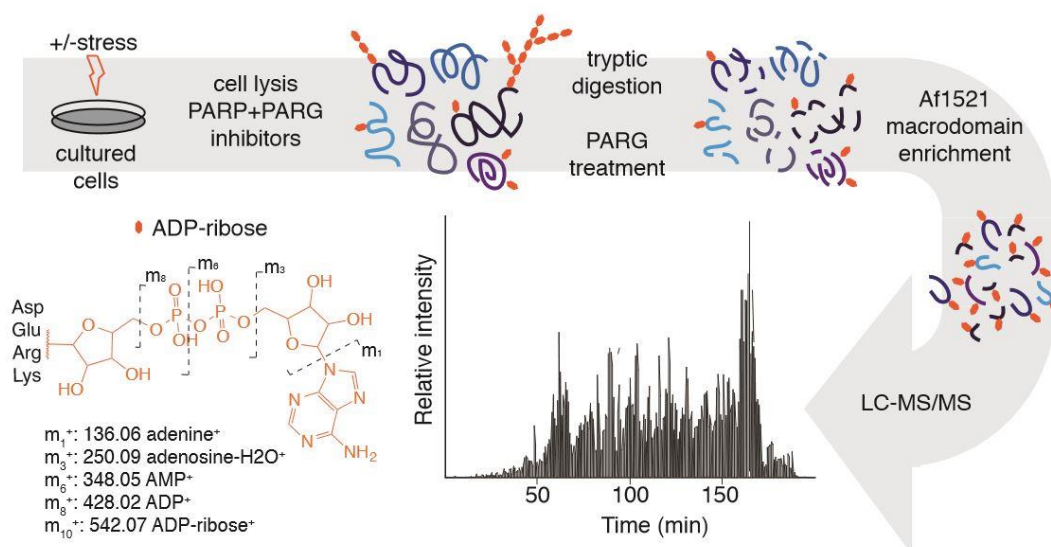 +/-stress
cultured
cells
cell lysis
PARP+PARG
inhibitors
tryptic
digestion
PARG
treatment
Af1521
macrodomain
enrichment
LC-MS/MS
ADP-ribose
m₈
m₆
m₃
m₁
Asp
Glu
Arg
Lys
O
OH
HO
O
O
P
OH
O
OH
P
O
O
O
OH
OH
N
N
N
N
NH₂
m₁⁺: 136.06 adenine⁺
m₃⁺: 250.09 adenosine-H2O⁺
m₆⁺: 348.05 AMP⁺
m₈⁺: 428.02 ADP⁺
m₁₀⁺: 542.07 ADP-ribose⁺
Relative intensity
50
100
150
Time (min)